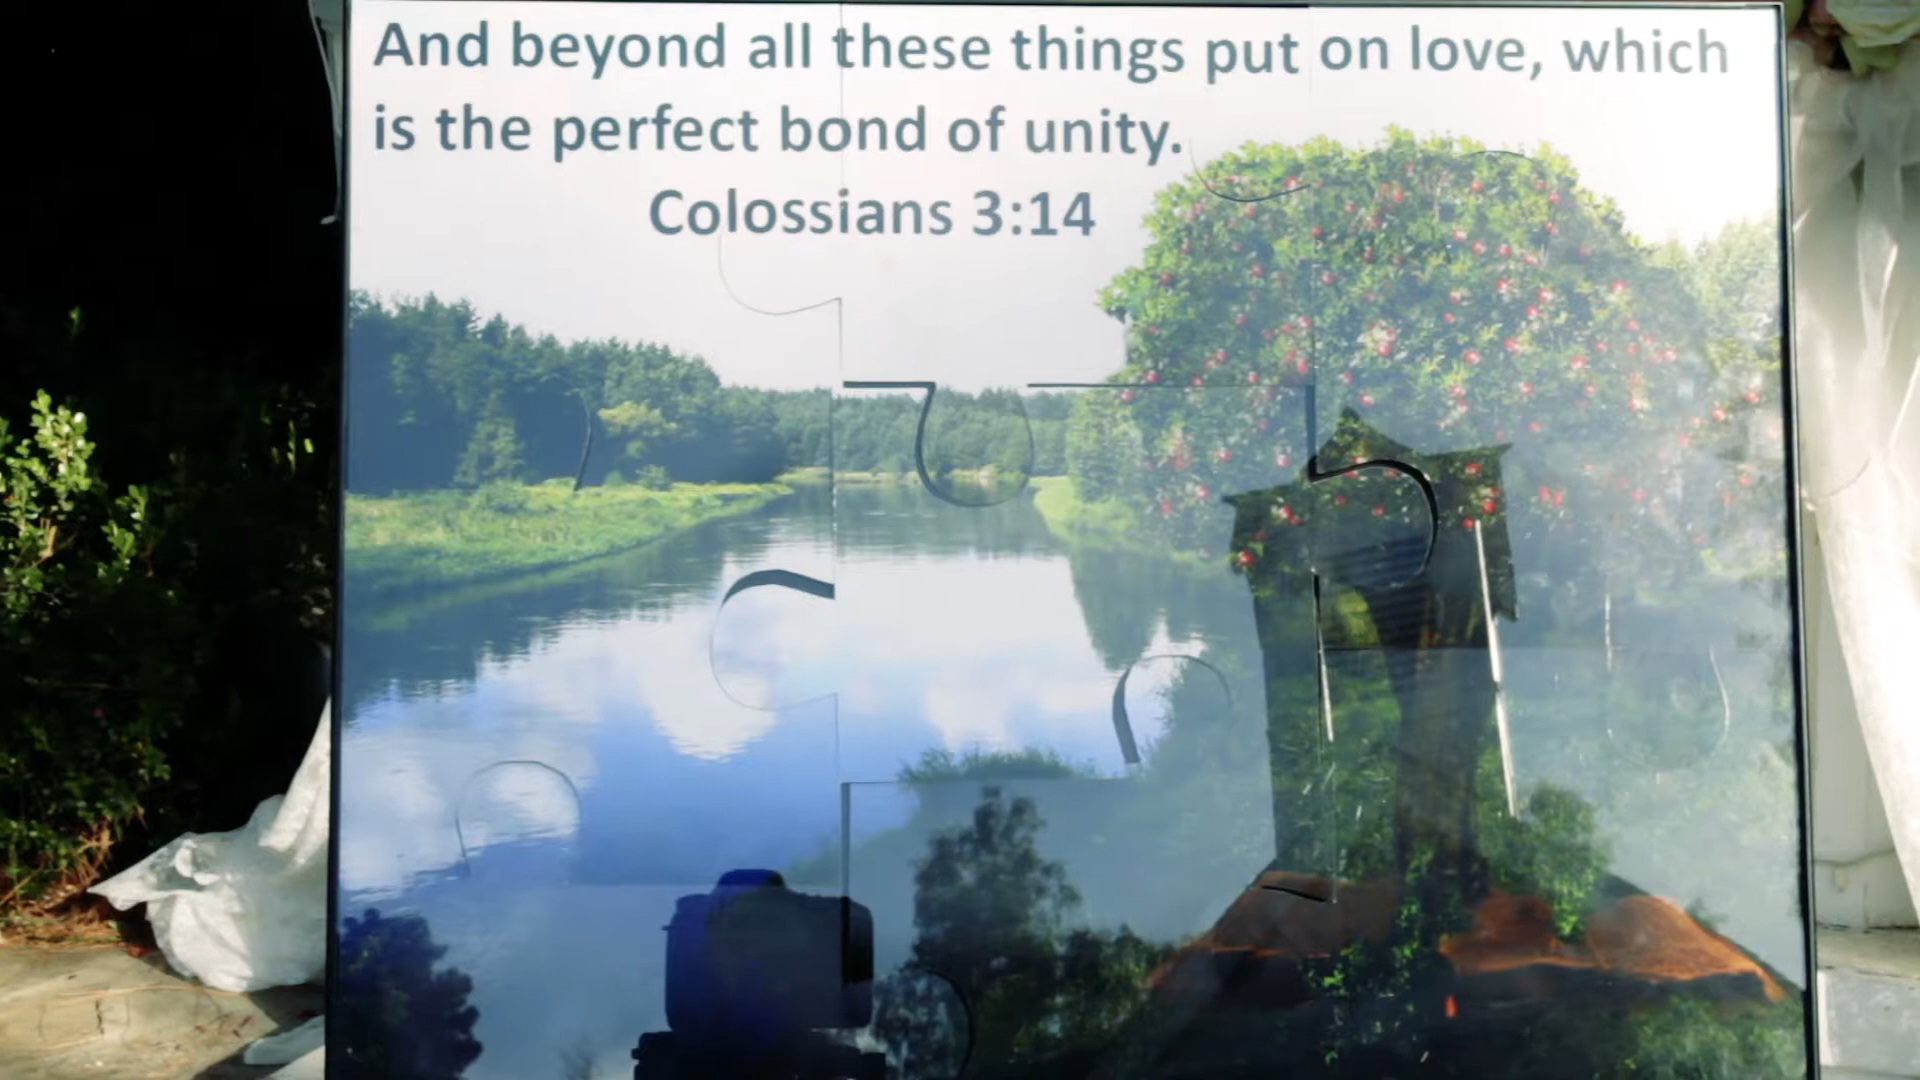 And beyond all these things put on love, which
is the perfect bond of unity.
Colossians 3:14